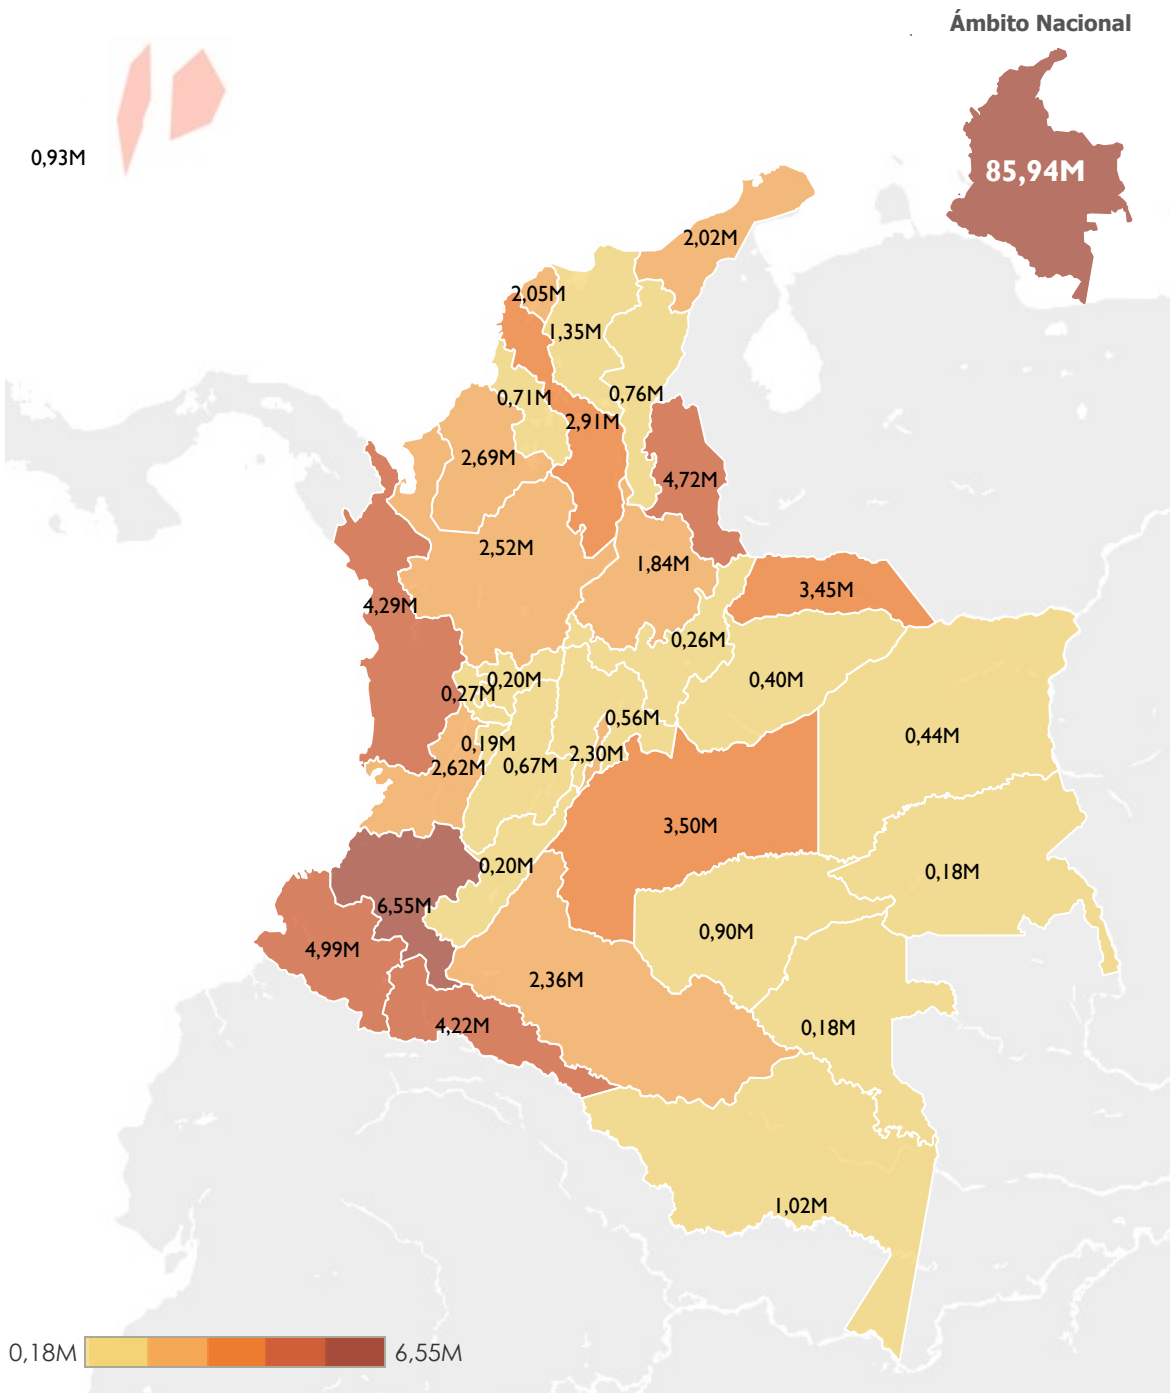 Ámbito Nacional
85,94M
0,93M
2,02M
2,05M
1,35M
0,71M
0,76M
2,91M
2,69M
4,72M
2,52M
1,84M
3,45M
4,29M
0,26M
0,20M
0,40M
0,27M
0,56M
0,19M
0,44M
2,30M
2,62M
0,67M
3,50M
0,20M
0,18M
6,55M
0,90M
4,99M
2,36M
4,22M
0,18M
1,02M
0,18M
6,55M